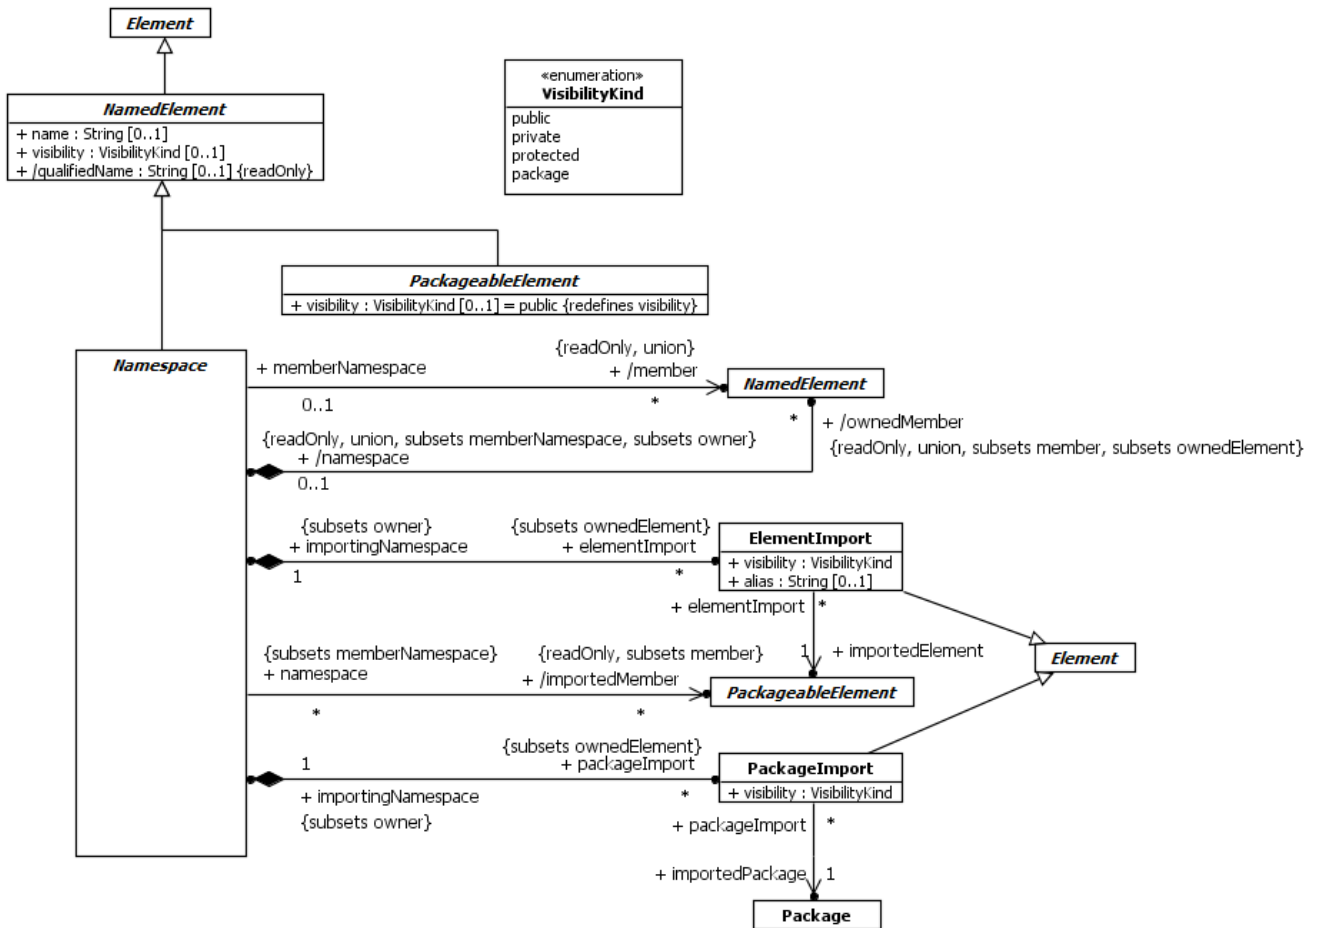 Element
NamedElement
+ name : String [0..1]
+ visibility : VisibilityKind [0..1]
+ /qualifiedName : String [0..1] {readOnly}
«enumeration»
VisibilityKind
public
private
protected
package
PackageableElement
+ visibility : VisibilityKind [0..1] = public {redefines visibility}
Namespace
+ memberNamespace
0..1
{readOnly, union}
+ /member
*
NamedElement
*
+ /ownedMember
{readOnly, union, subsets member, subsets ownedElement}
{readOnly, union, subsets memberNamespace, subsets owner}
+ /namespace
0..1
{subsets owner}
+ importingNamespace
1
{subsets ownedElement}
+ elementImport
*
ElementImport
+ visibility : VisibilityKind
+ alias : String [0..1]
+ elementImport
*
1
+ importedElement
Element
{subsets memberNamespace}
+ namespace
*
{readOnly, subsets member}
+ /importedMember
*
PackageableElement
1
+ importingNamespace
{subsets owner}
{subsets ownedElement}
+ packageImport
*
PackageImport
+ visibility : VisibilityKind
+ packageImport
*
+ importedPackage
1
Package